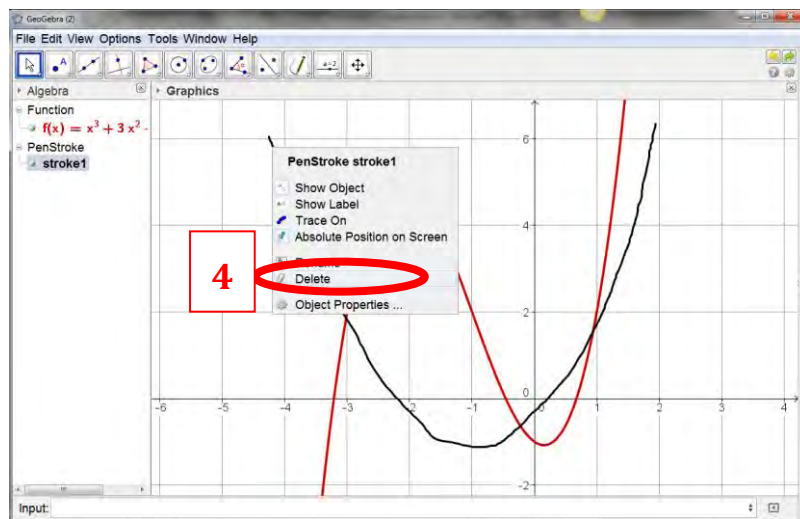 GeoGebra (2)
File Edit View Options Tools Window Help
A
a=2
Algebra
Graphics
Function
f(x) = x³ + 3 x² -
PenStroke
stroke1
PenStroke stroke1
Show Object
Show Label
Trace On
Absolute Position on Screen
Delete
Object Properties ...
4
6
4
2
0
-2
-6 -5 -4 -3 -2 -1 0 1 2 3 4
Input: